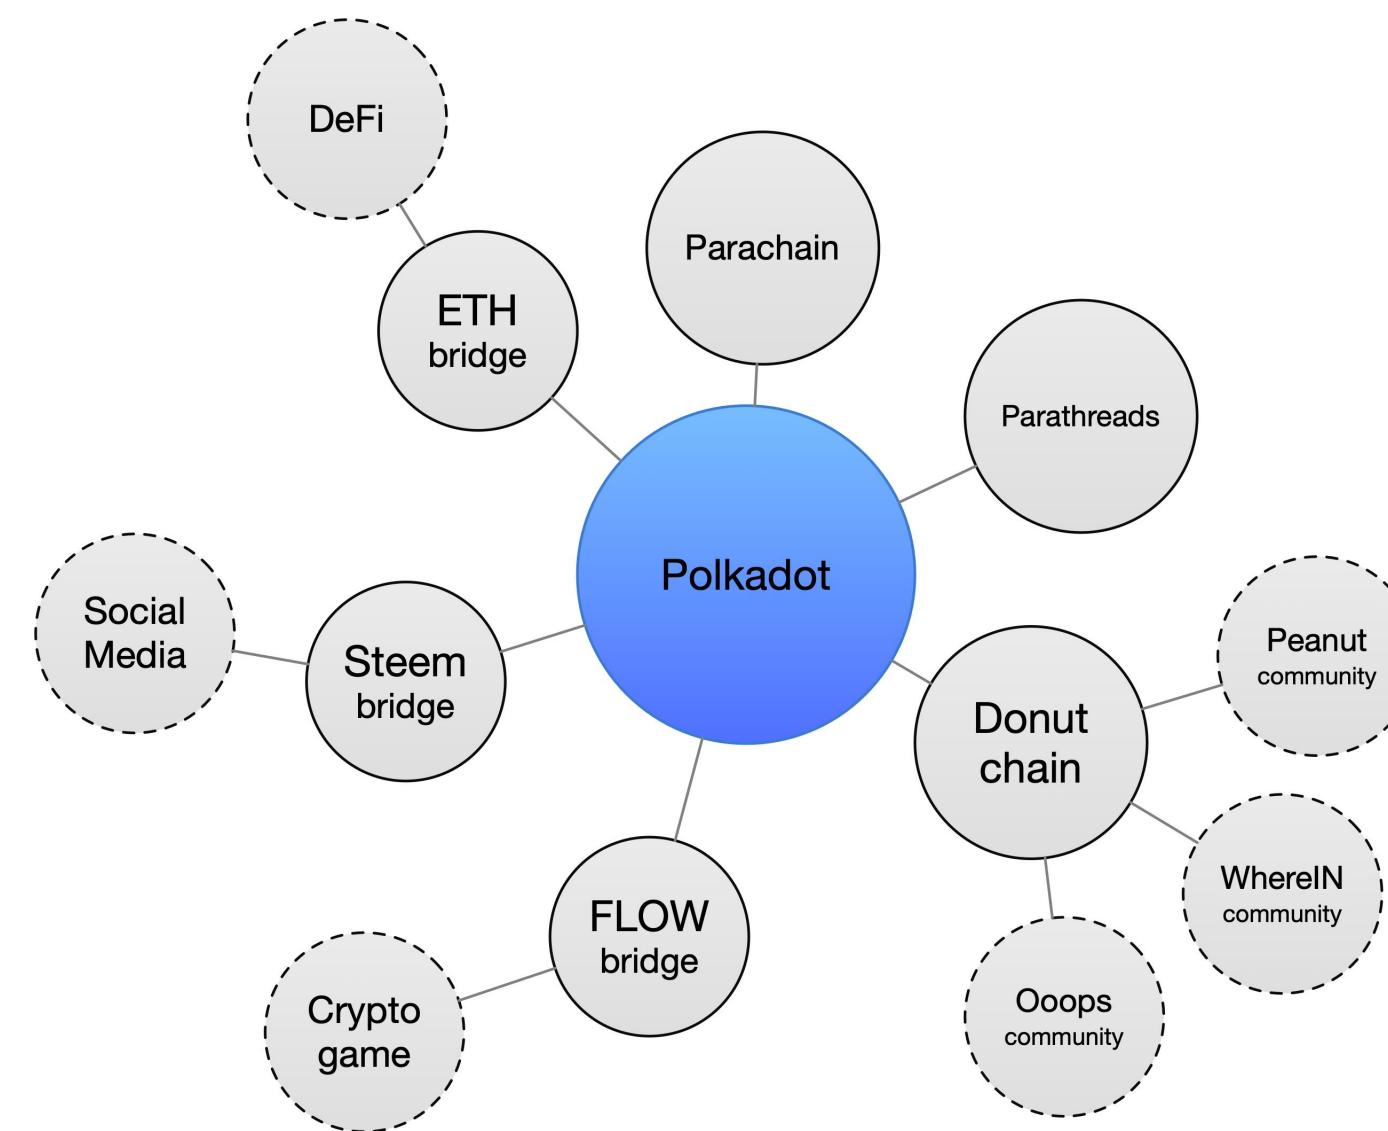 DeFi
Parachain
ETH
bridge
Parathreads
Polkadot
Social
Media
Steem
bridge
Peanut
community
Donut
chain
WhereIN
community
FLOW
bridge
Crypto
game
Ooops
community